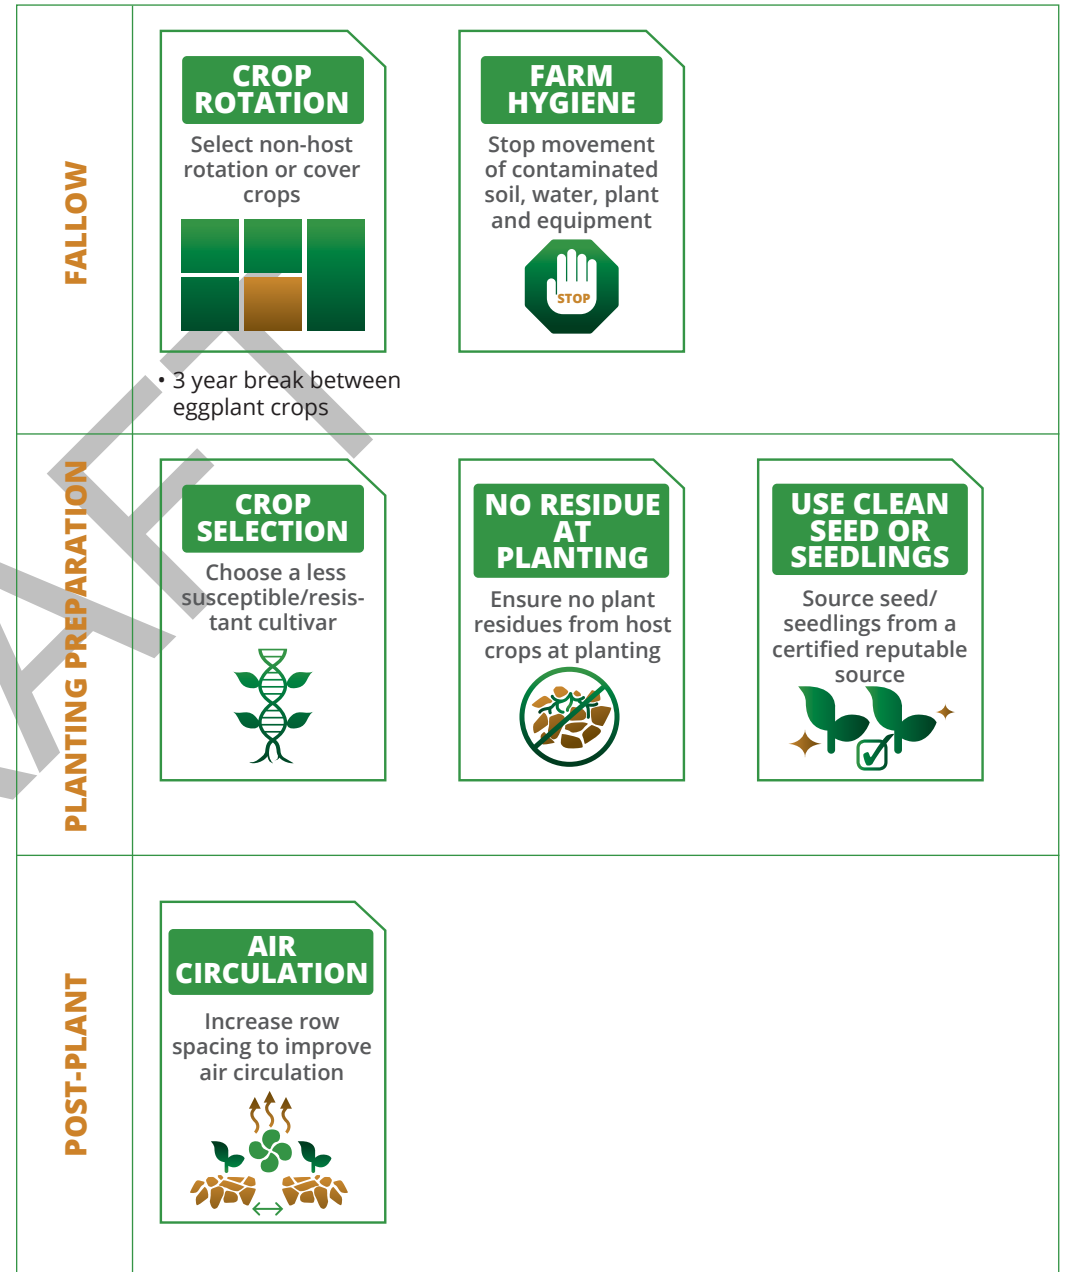 FALLOW
CROP
ROTATION
Select non-host
rotation or cover
crops
• 3 year break between
eggplant crops
FARM
HYGIENE
Stop movement
of contaminated
soil, water, plant
and equipment
STOP
PLANTING PREPARATION
CROP
SELECTION
Choose a less
susceptible/resis-
tant cultivar
NO RESIDUE
AT
PLANTING
Ensure no plant
residues from host
crops at planting
USE CLEAN
SEED OR
SEEDLINGS
Source seed/
seedlings from a
certified reputable
source
POST-PLANT
AIR
CIRCULATION
Increase row
spacing to improve
air circulation